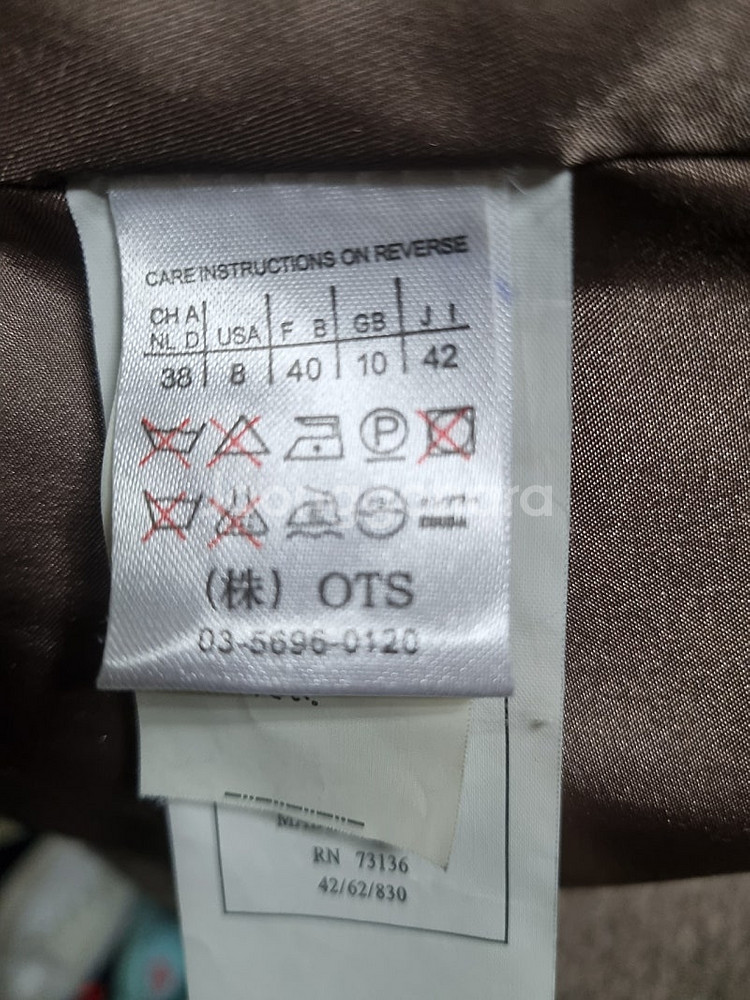 CARE INSTRUCTIONS ON REVERSE
CH A
NL D USA F B GB J I
38 8 40 10 42
P
(株) OTS
03-5696-0120
RN 73136
42/62/830